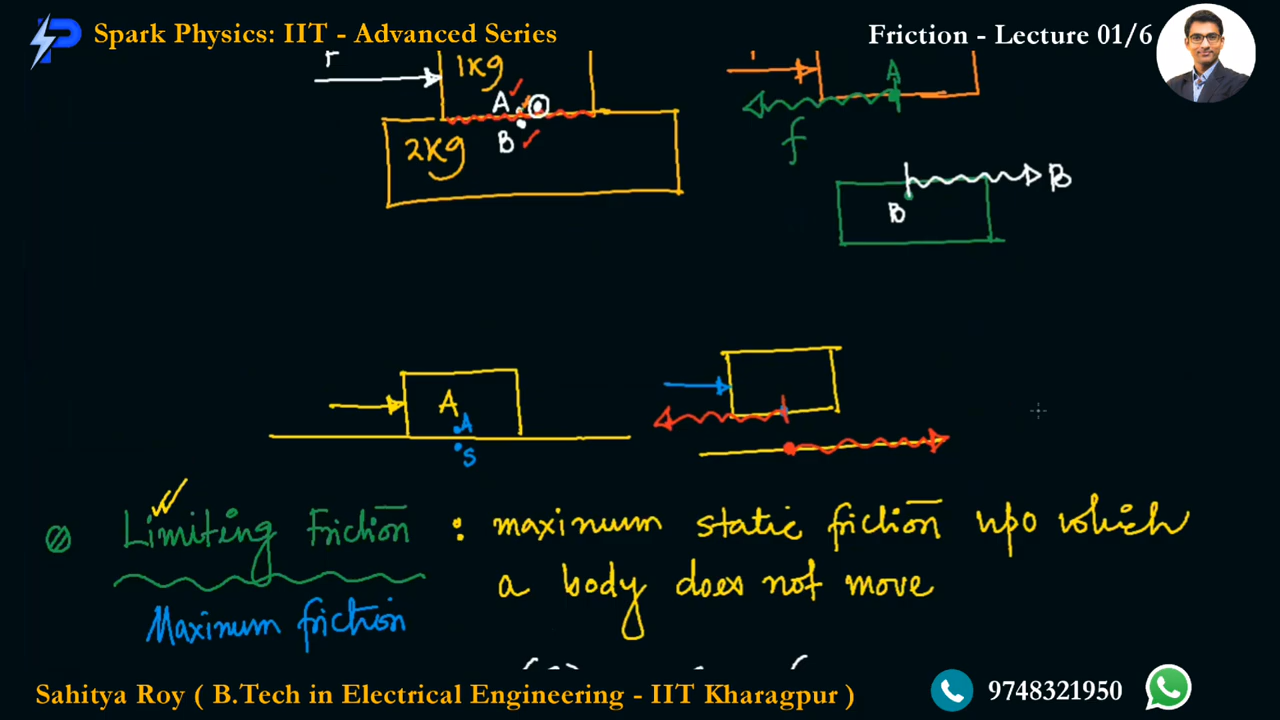 Spark Physics: IIT - Advanced Series
Friction - Lecture 01/6
F
1kg
A
B
2kg
A
f
B
B
A
A
S
Limiting Friction : maximum static friction upo which
a body does not move
Maximum friction
Sahitya Roy ( B.Tech in Electrical Engineering - IIT Kharagpur )
9748321950